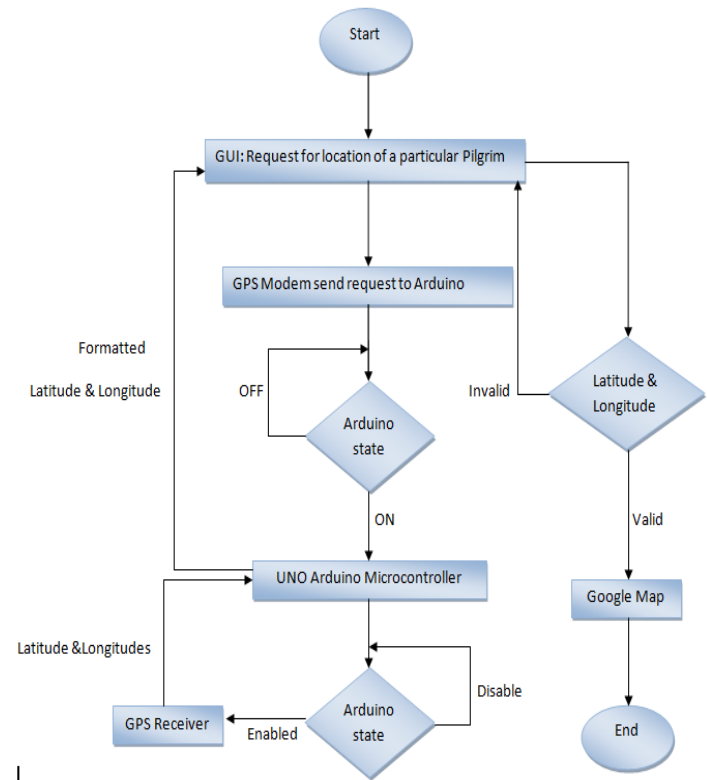 Start
GUI: Request for location of a particular Pilgrim
GPS Modem send request to Arduino
Formatted
Latitude & Longitude
OFF
Invalid
Latitude &
Longitude
Arduino
state
ON
Valid
UNO Arduino Microcontroller
Google Map
Latitude &Longitudes
Disable
GPS Receiver
Enabled
Arduino
state
End